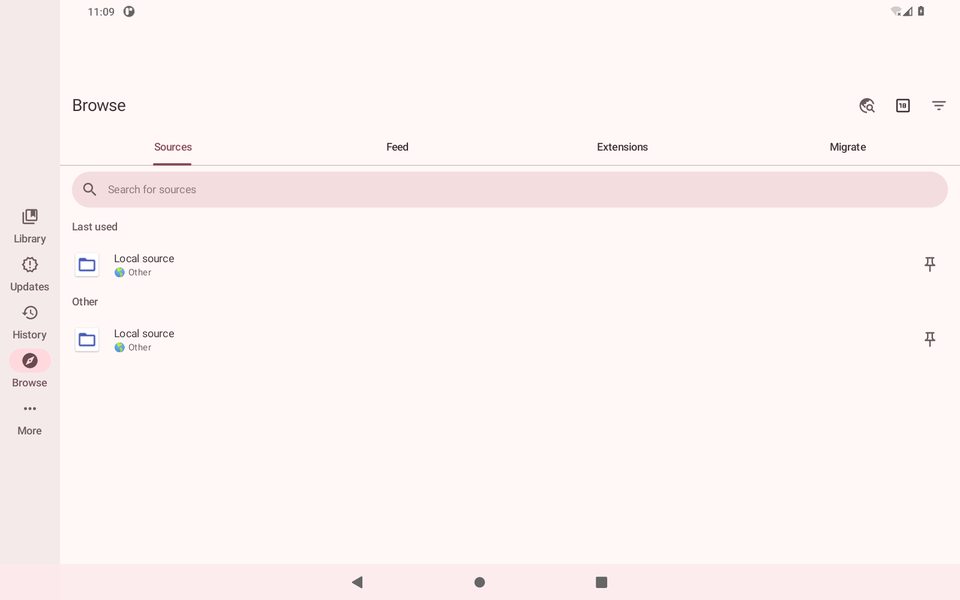 11:09
Browse
18
Sources
Feed
Extensions
Migrate
Search for sources
Last used
Local source
Other
Other
Local source
Other
Library
Updates
History
Browse
More